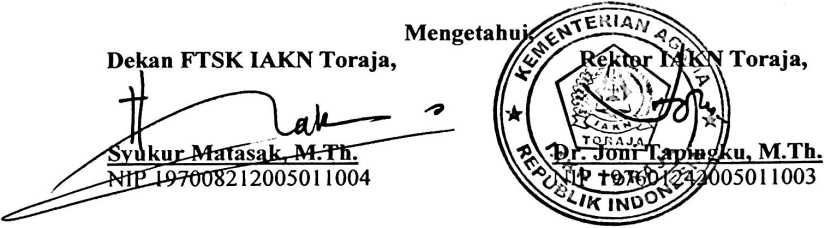 Mengetahui,
Dekan FTSK IAKN Toraja,
Rektor IAKN Toraja,
KEMENTERIAN AGAMA
IAKN
TORAJA
REPUBLIK INDONESIA
Syukur Matasak, M.Th.
NIP 197008212005011004
Dr. Joni Tapingku, M.Th.
NIP 197601242005011003